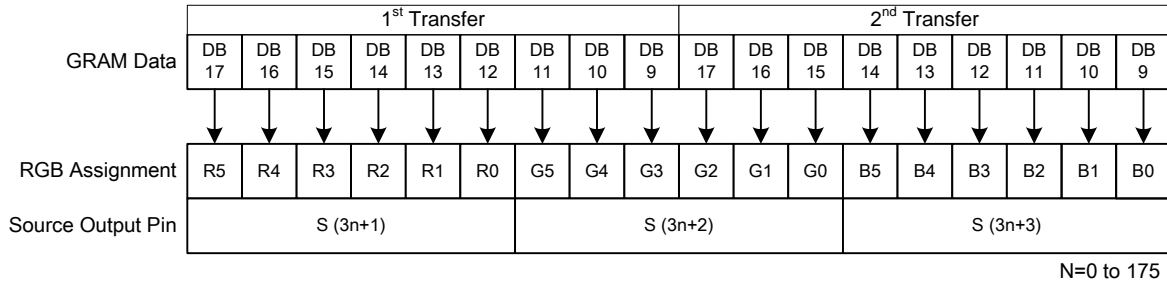 1st Transfer 2nd Transfer
GRAM Data DB 17 DB 16 DB 15 DB 14 DB 13 DB 12 DB 11 DB 10 DB 9 DB 17 DB 16 DB 15 DB 14 DB 13 DB 12 DB 11 DB 10 DB 9
RGB Assignment R5 R4 R3 R2 R1 R0 G5 G4 G3 G2 G1 G0 B5 B4 B3 B2 B1 B0
Source Output Pin S (3n+1) S (3n+2) S (3n+3)
N=0 to 175